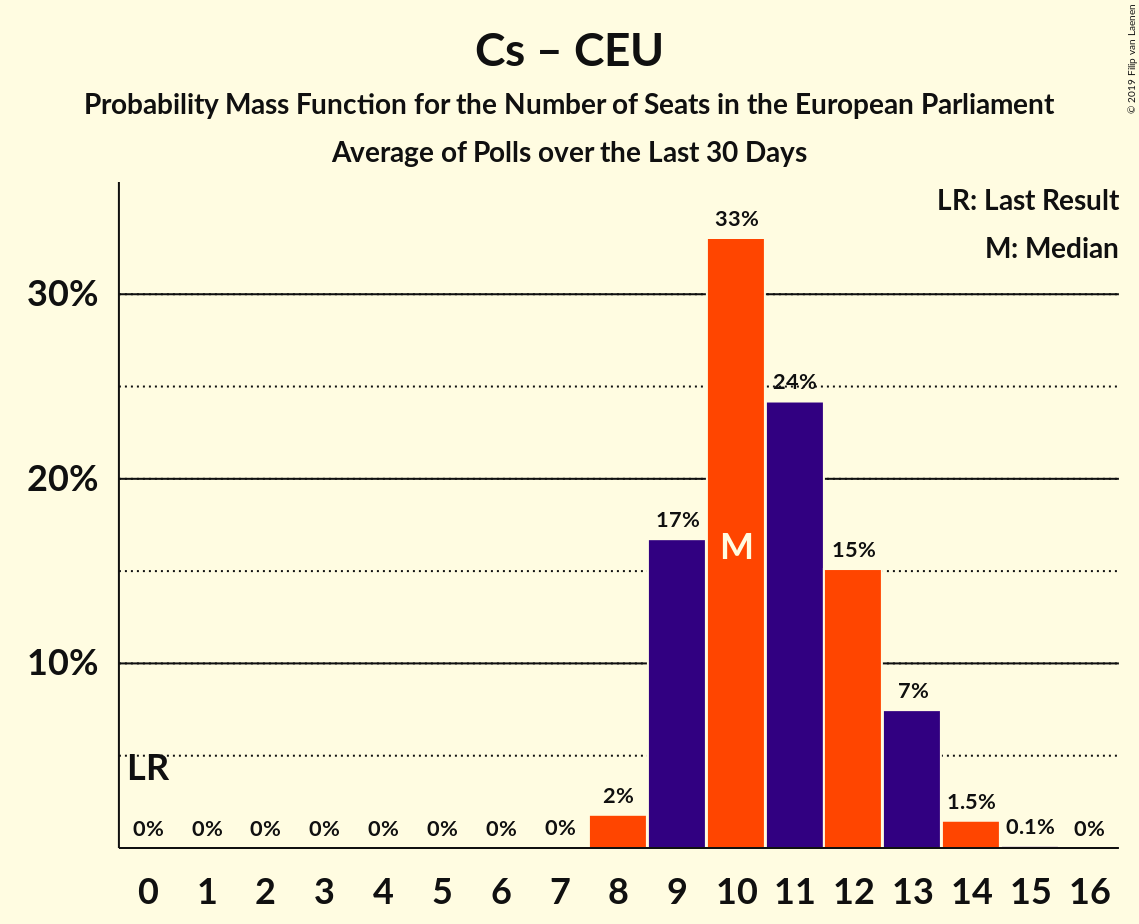 Cs – CEU
Probability Mass Function for the Number of Seats in the European Parliament
Average of Polls over the Last 30 Days
© 2019 Filip van Laenen
LR: Last Result
M: Median
33%
30%
24%
20%
17%
M
15%
10%
7%
LR
2%
1.5%
0% 0% 0% 0% 0% 0% 0% 0% 0.1% 0%
0 1 2 3 4 5 6 7 8 9 10 11 12 13 14 15 16